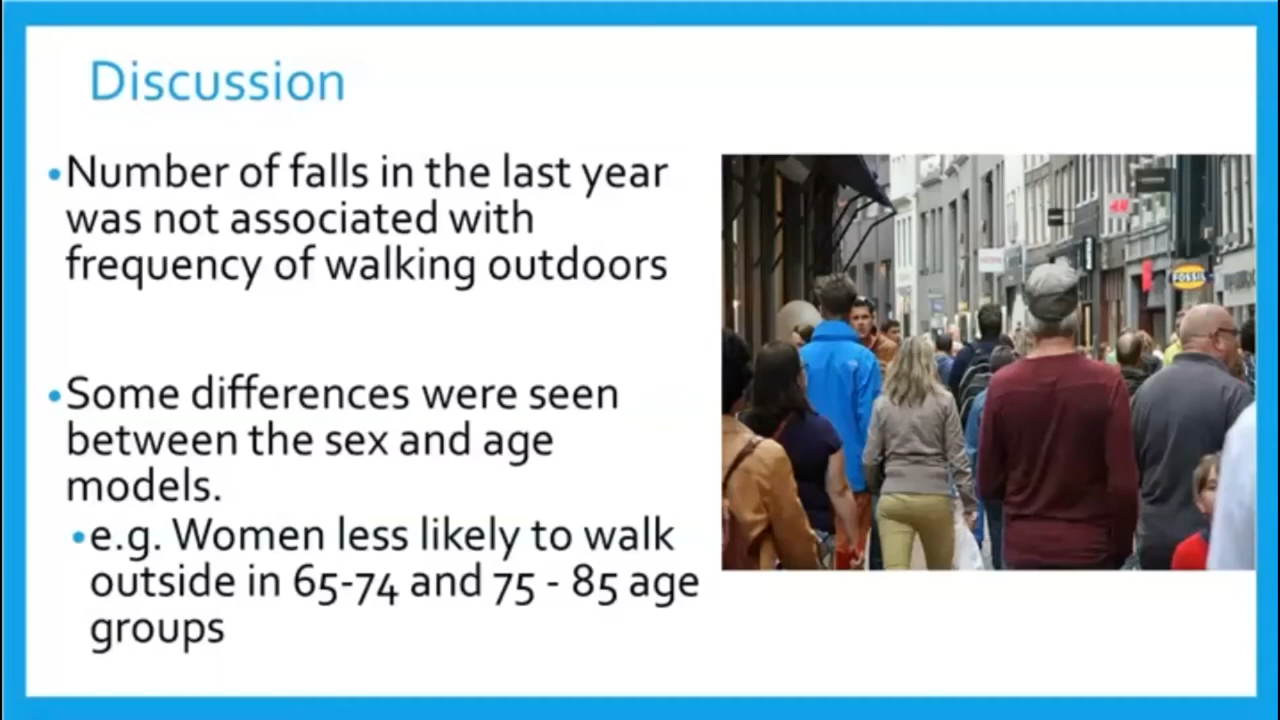 Discussion
•Number of falls in the last year
was not associated with
frequency of walking outdoors
•Some differences were seen
between the sex and age
models.
•e.g. Women less likely to walk
outside in 65-74 and 75 - 85 age
groups
H&M
FOSSIL